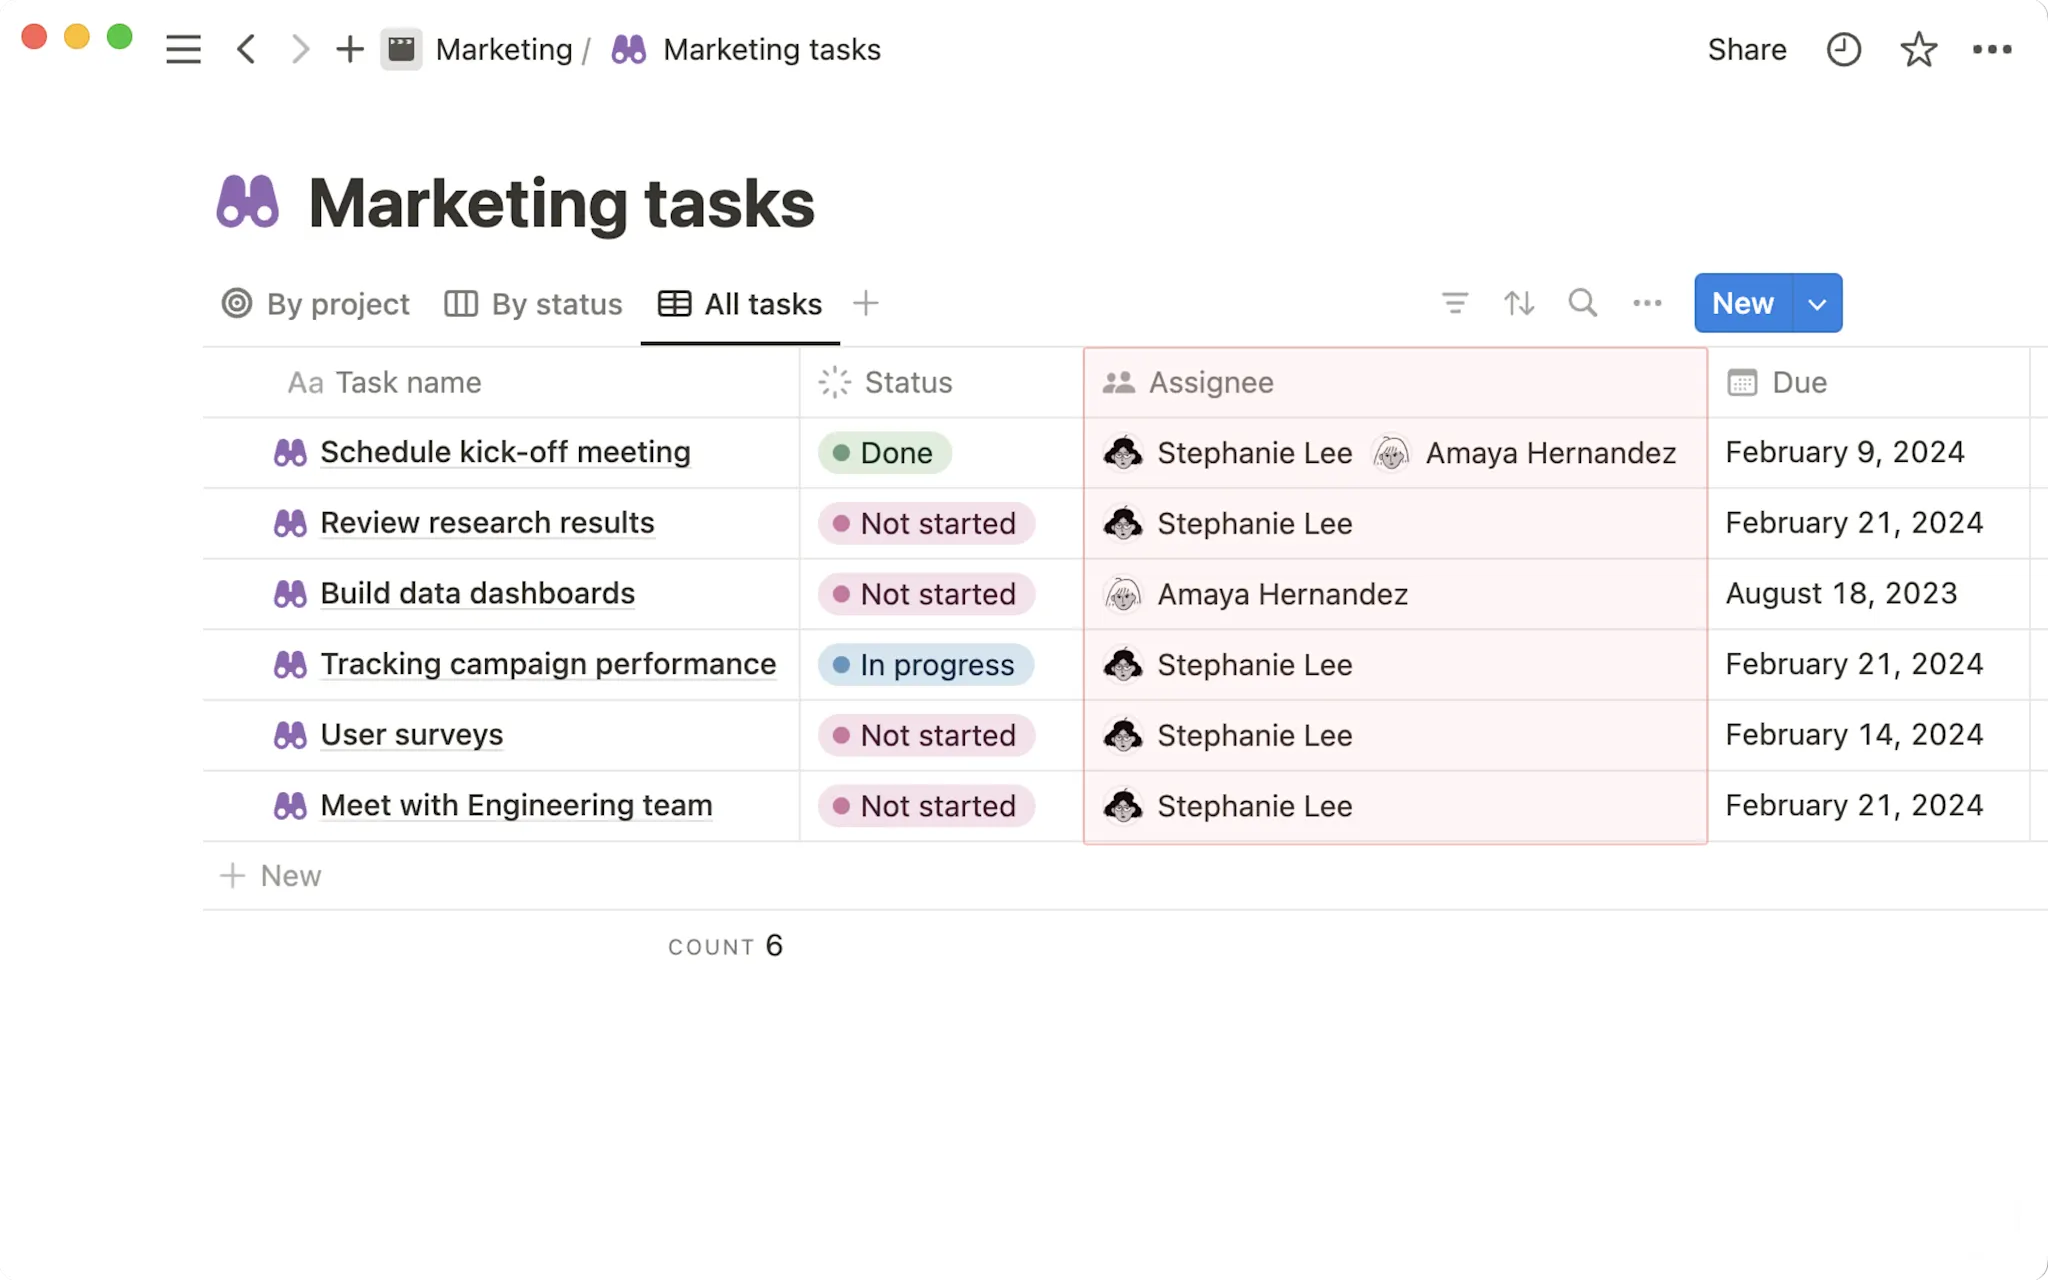 Marketing / Marketing tasks Share
Marketing tasks
By project By status All tasks New
Aa Task name Status Assignee Due
Schedule kick-off meeting Done Stephanie Lee Amaya Hernandez February 9, 2024
Review research results Not started Stephanie Lee February 21, 2024
Build data dashboards Not started Amaya Hernandez August 18, 2023
Tracking campaign performance In progress Stephanie Lee February 21, 2024
User surveys Not started Stephanie Lee February 14, 2024
Meet with Engineering team Not started Stephanie Lee February 21, 2024
+ New
COUNT 6